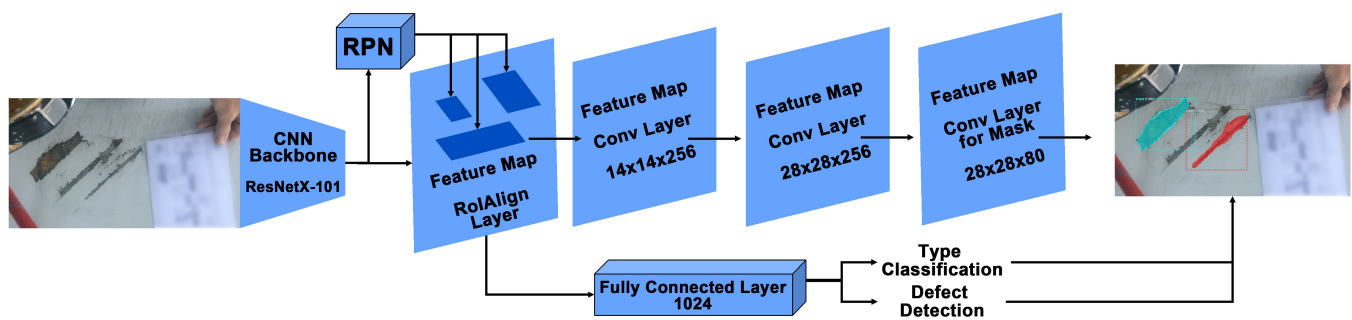 RPN
CNN
Backbone
ResNetX-101
Feature Map
RoIAlign
Layer
Feature Map
Conv Layer
14x14x256
Feature Map
Conv Layer
28x28x256
Feature Map
Conv Layer
for Mask
28x28x80
Fully Connected Layer
1024
Type
Classification
Defect
Detection